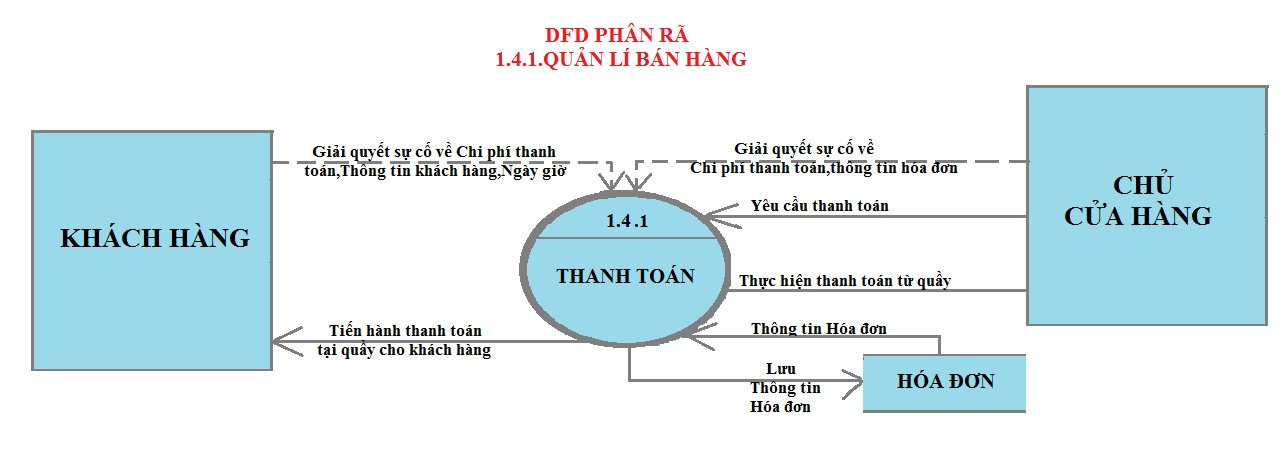 DFD PHÂN RÃ
1.4.1.QUẢN LÍ BÁN HÀNG
KHÁCH HÀNG
Giải quyết sự cố về Chi phí thanh
toán,Thông tin khách hàng,Ngày giờ
Giải quyết sự cố về
Chi phí thanh toán,thông tin hóa đơn
CHỦ
CỬA HÀNG
Yêu cầu thanh toán
1.4 .1
THANH TOÁN
Thực hiện thanh toán từ quầy
Tiến hành thanh toán
tại quầy cho khách hàng
Thông tin Hóa đơn
Lưu
Thông tin
Hóa đơn
HÓA ĐƠN